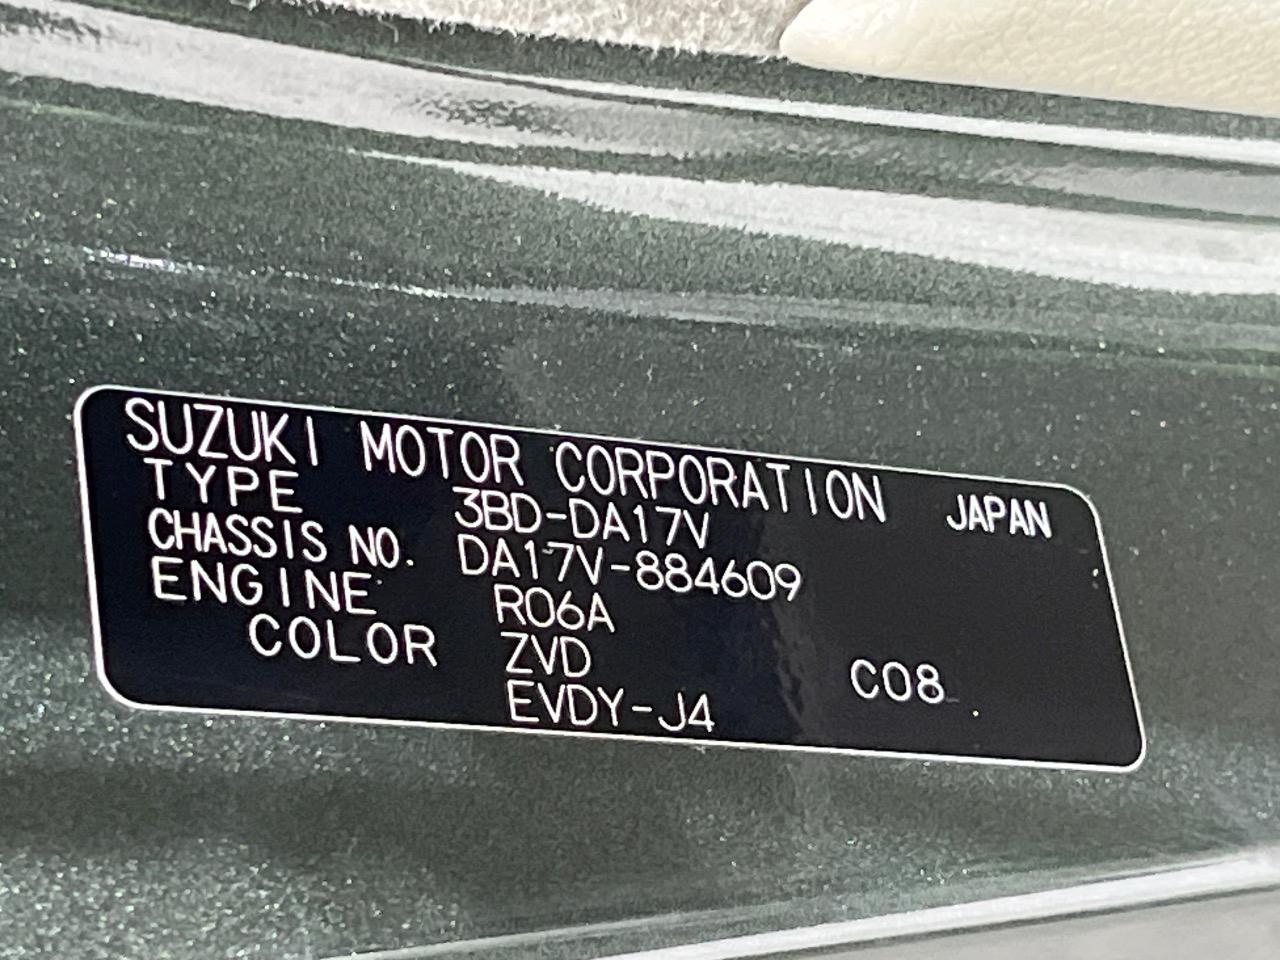 SUZUKI MOTOR CORPORATION JAPAN
TYPE 3BD-DA17V
CHASSIS NO. DA17V-884609
ENGINE R06A
COLOR ZVD C08
EVDY-J4